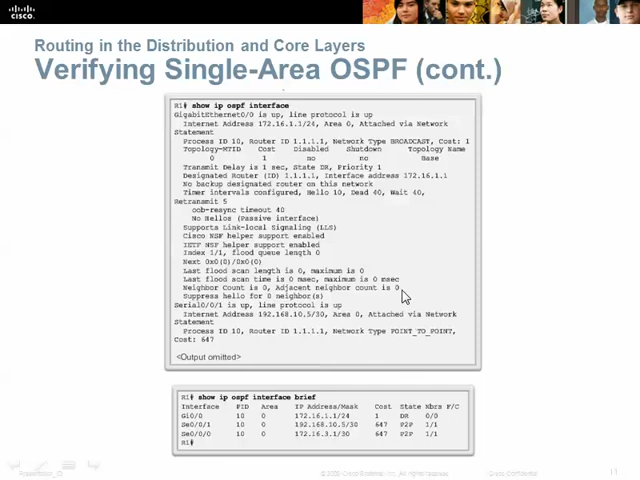 CISCO
Routing in the Distribution and Core Layers
Verifying Single-Area OSPF (cont.)
R1# show ip ospf interface
GigabitEthernet0/0 is up, line protocol is up
Internet Address 172.16.1.1/24, Area 0, Attached via Network
Statement
Process ID 10, Router ID 1.1.1.1, Network Type BROADCAST, Cost: 1
Topology-MTID Cost Disabled Shutdown Topology Name
0 1 no no Base
Transmit Delay is 1 sec, State DR, Priority 1
Designated Router (ID) 1.1.1.1, Interface address 172.16.1.1
No backup designated router on this network
Timer intervals configured, Hello 10, Dead 40, Wait 40,
Retransmit 5
oob-resync timeout 40
No Hellos (Passive interface)
Supports Link-local Signaling (LLS)
Cisco NSF helper support enabled
IETF NSF helper support enabled
Index 1/1, flood queue length 0
Next 0x0(0)/0x0(0)
Last flood scan length is 0, maximum is 0
Last flood scan time is 0 msec, maximum is 0 msec
Neighbor Count is 0, Adjacent neighbor count is 0
Suppress hello for 0 neighbor(s)
Serial0/0/1 is up, line protocol is up
Internet Address 192.168.10.5/30, Area 0, Attached via Network
Statement
Process ID 10, Router ID 1.1.1.1, Network Type POINT_TO_POINT,
Cost: 647
<Output omitted>
R1# show ip ospf interface brief
Interface PID Area IP Address/Mask Cost State Nbrs F/C
Gi0/0 10 0 172.16.1.1/24 1 DR 0/0
Se0/0/1 10 0 192.168.10.5/30 647 P2P 1/1
Se0/0/0 10 0 172.16.3.1/30 647 P2P 1/1
R1#
Presentation_ID
© 2008 Cisco Systems, Inc. All rights reserved.
Cisco Confidential
11